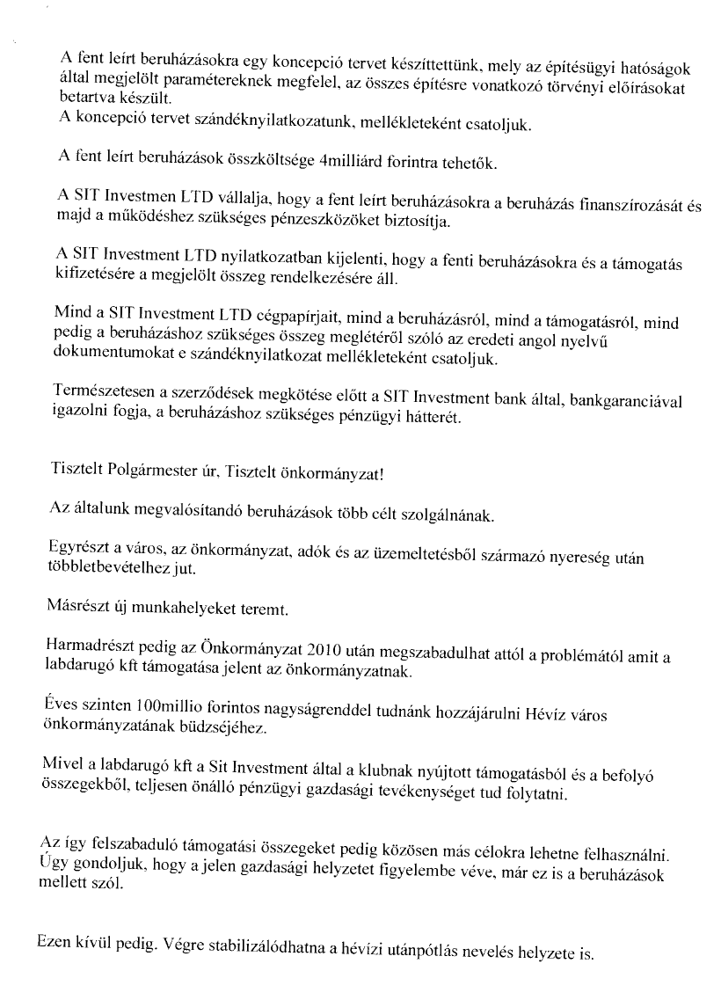 A fent leírt beruházásokra egy koncepció tervet készíttettünk, mely az építésügyi hatóságok
által megjelölt paramétereknek megfelel, az összes építésre vonatkozó törvényi előírásokat
betartva készült.
A koncepció tervet szándéknyilatkozatunk, mellékleteként csatoljuk.
A fent leírt beruházások összköltsége 4milliárd forintra tehetők.
A SIT Investmen LTD vállalja, hogy a fent leírt beruházásokra a beruházás finanszírozását és
majd a működéshez szükséges pénzeszközöket biztosítja.
A SIT Investment LTD nyilatkozatban kijelenti, hogy a fenti beruházásokra és a támogatás
kifizetésére a megjelölt összeg rendelkezésére áll.
Mind a SIT Investment LTD cégpapírjait, mind a beruházásról, mind a támogatásról, mind
pedig a beruházáshoz szükséges összeg meglétéről szóló az eredeti angol nyelvű
dokumentumokat e szándéknyilatkozat mellékleteként csatoljuk.
Természetesen a szerződések megkötése előtt a SIT Investment bank által, bankgaranciával
igazolni fogja, a beruházáshoz szükséges pénzügyi hátterét.
Tisztelt Polgármester úr, Tisztelt önkormányzat!
Az általunk megvalósítandó beruházások több célt szolgálnának.
Egyrészt a város, az önkormányzat, adók és az üzemeltetésből származó nyereség után
többletbevételhez jut.
Másrészt új munkahelyeket teremt.
Harmadrészt pedig az Önkormányzat 2010 után megszabadulhat attól a problémától amit a
labdarugó kft támogatása jelent az önkormányzatnak.
Éves szinten 100millio forintos nagyságrenddel tudnánk hozzájárulni Hévíz város
önkormányzatának büdzséjéhez.
Mivel a labdarugó kft a Sit Investment által a klubnak nyújtott támogatásból és a befolyó
összegekből, teljesen önálló pénzügyi gazdasági tevékenységet tud folytatni.
Az így felszabaduló támogatási összegeket pedig közösen más célokra lehetne felhasználni.
Úgy gondoljuk, hogy a jelen gazdasági helyzetet figyelembe véve, már ez is a beruházások
mellett szól.
Ezen kívül pedig. Végre stabilizálódhatna a hévízi utánpótlás nevelés helyzete is.